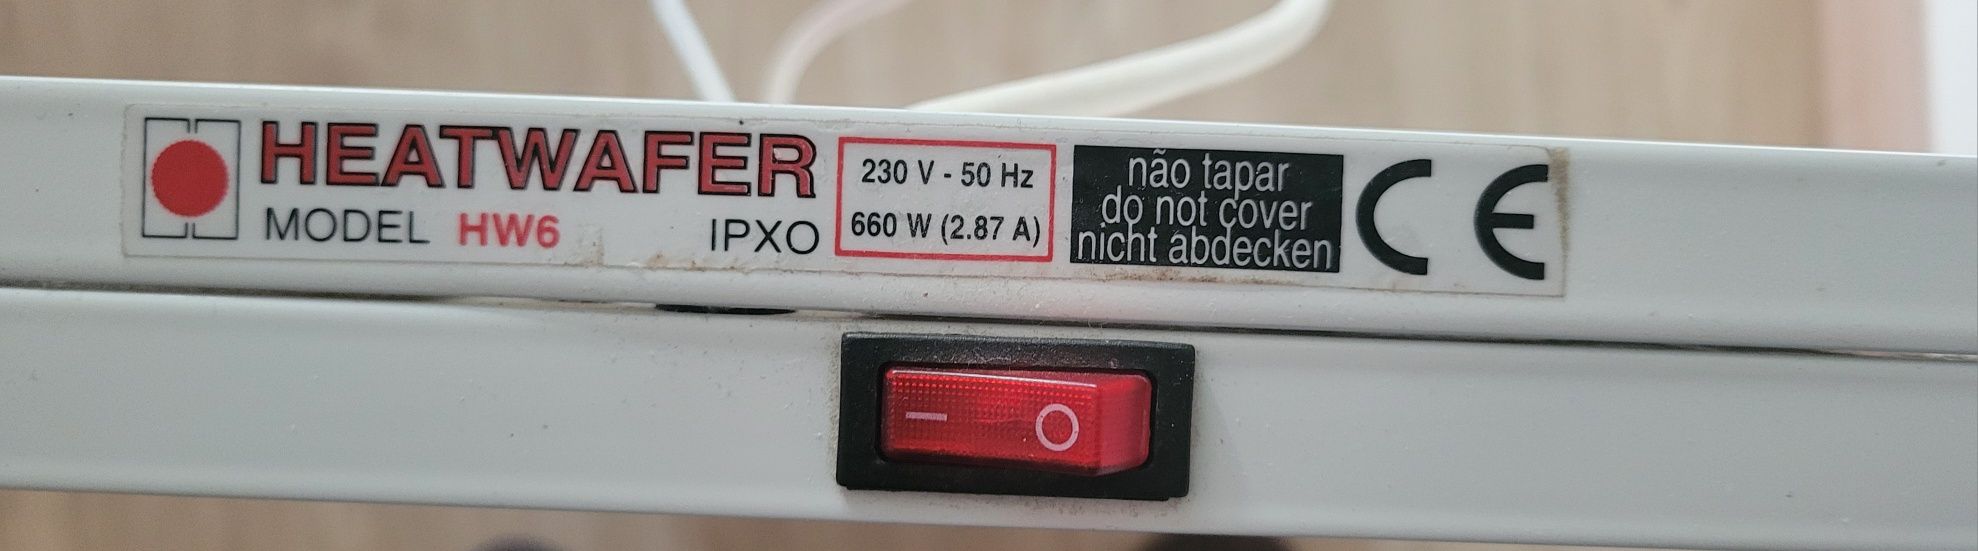 HEATWAFER
MODEL HW6 IPXO
230 V - 50 Hz
660 W (2.87 A)
não tapar
do not cover
nicht abdecken
CE
— O